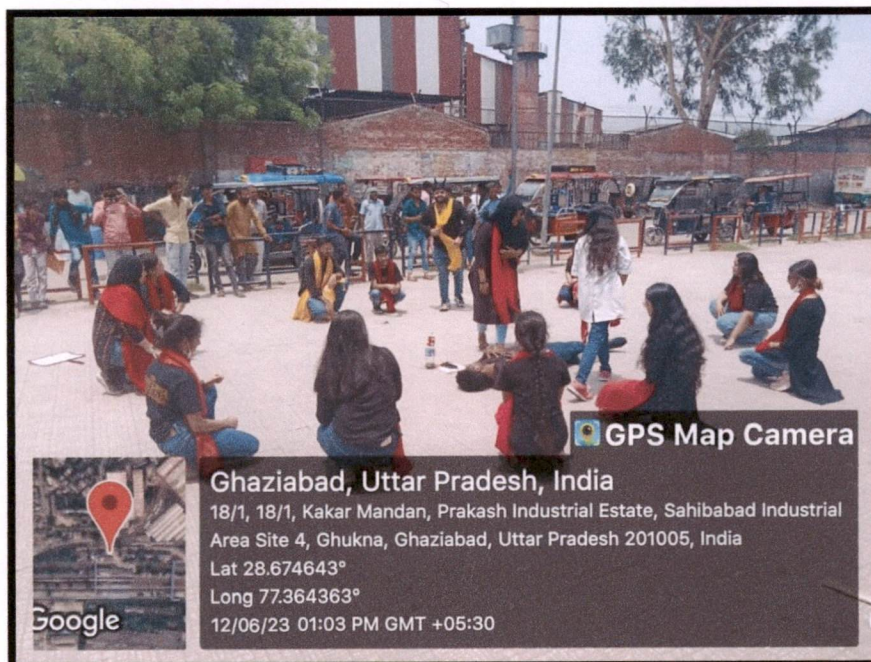 GPS Map Camera
Ghaziabad, Uttar Pradesh, India
18/1, 18/1, Kakar Mandan, Prakash Industrial Estate, Sahibabad Industrial
Area Site 4, Ghukna, Ghaziabad, Uttar Pradesh 201005, India
Lat 28.674643°
Long 77.364363°
12/06/23 01:03 PM GMT +05:30
Google